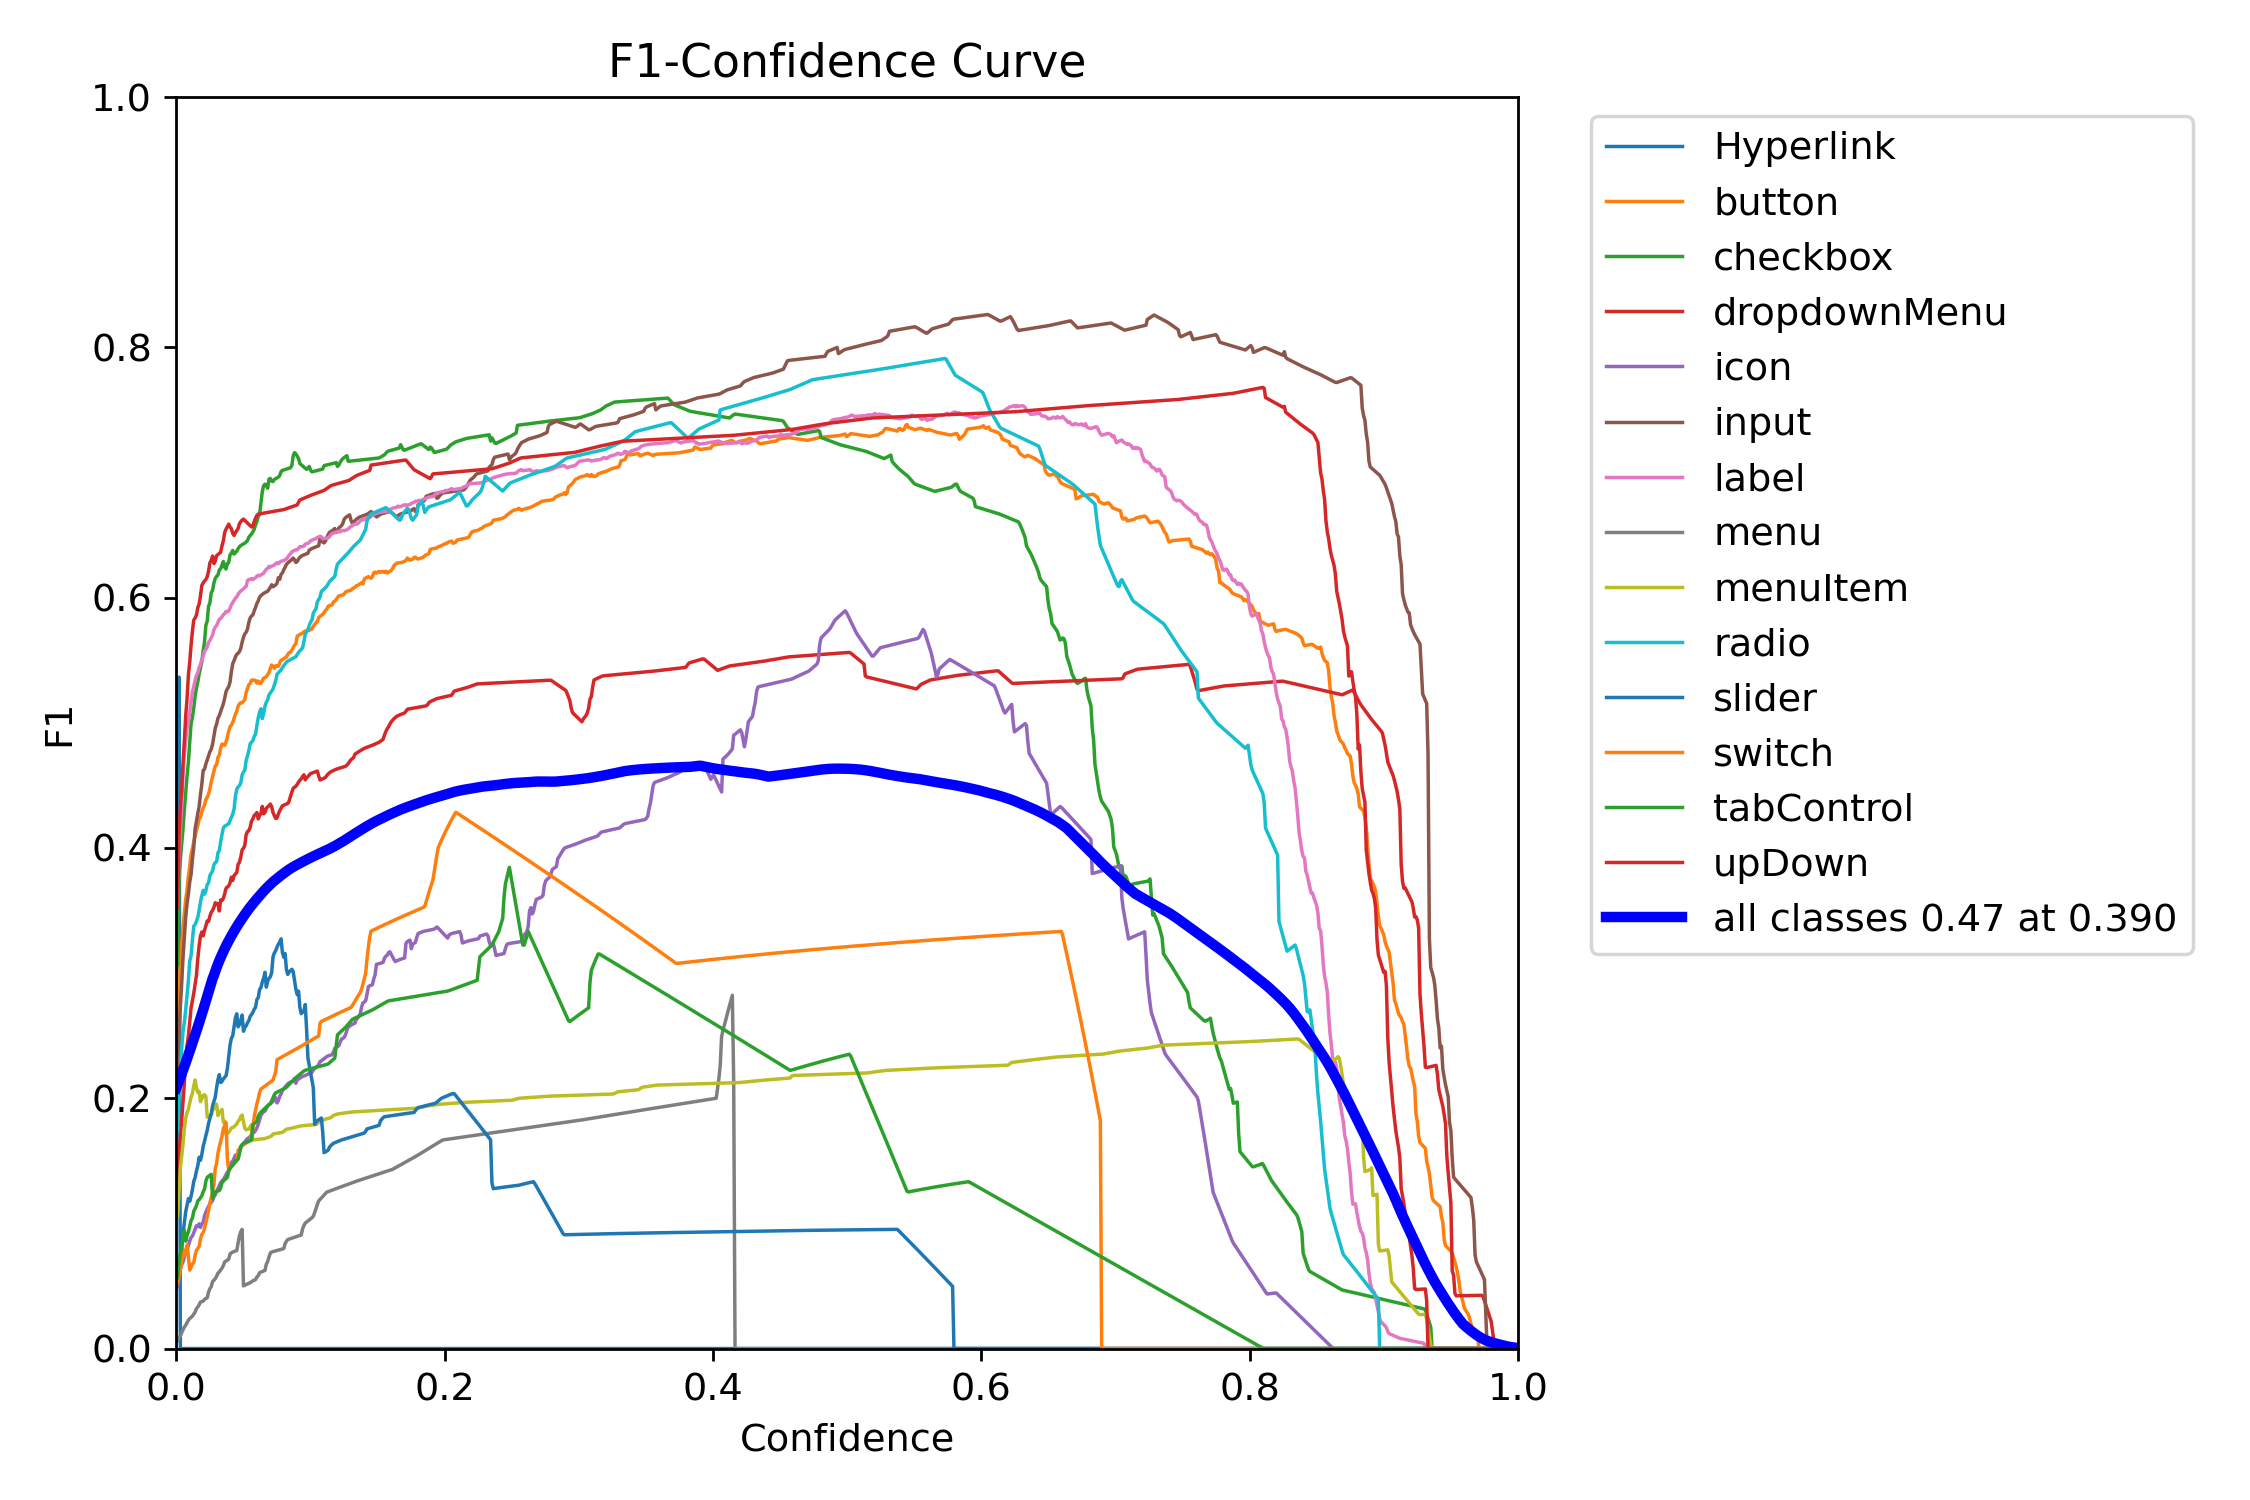 F1-Confidence Curve
1.0
0.8
0.6
0.4
0.2
0.0
F1
0.0 0.2 0.4 0.6 0.8 1.0
Confidence
Hyperlink
button
checkbox
dropdownMenu
icon
input
label
menu
menuItem
radio
slider
switch
tabControl
upDown
all classes 0.47 at 0.390